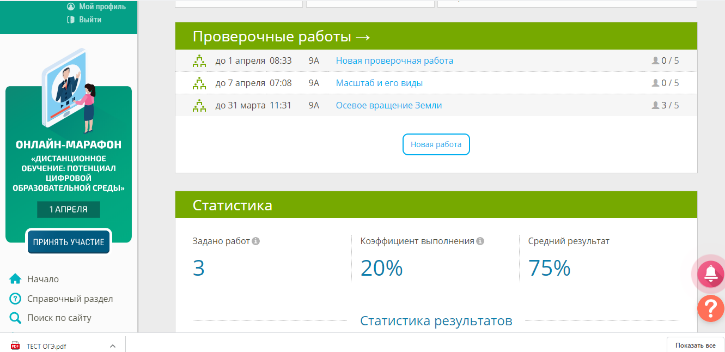 Мой профиль
Выйти
ОНЛАЙН-МАРАФОН
«ДИСТАНЦИОННОЕ
ОБУЧЕНИЕ: ПОТЕНЦИАЛ
ЦИФРОВОЙ
ОБРАЗОВАТЕЛЬНОЙ СРЕДЫ»
1 АПРЕЛЯ
ПРИНЯТЬ УЧАСТИЕ
Начало
Справочный раздел
Поиск по сайту
Проверочные работы →
до 1 апреля 08:33 9А Новая проверочная работа 0 / 5
до 7 апреля 07:08 9А Масштаб и его виды 0 / 5
до 31 марта 11:31 9А Осевое вращение Земли 3 / 5
Новая работа
Статистика
Задано работ Коэффициент выполнения Средний результат
3 20% 75%
Статистика результатов
?
ТЕСТ ОГЭ.pdf
Показать все